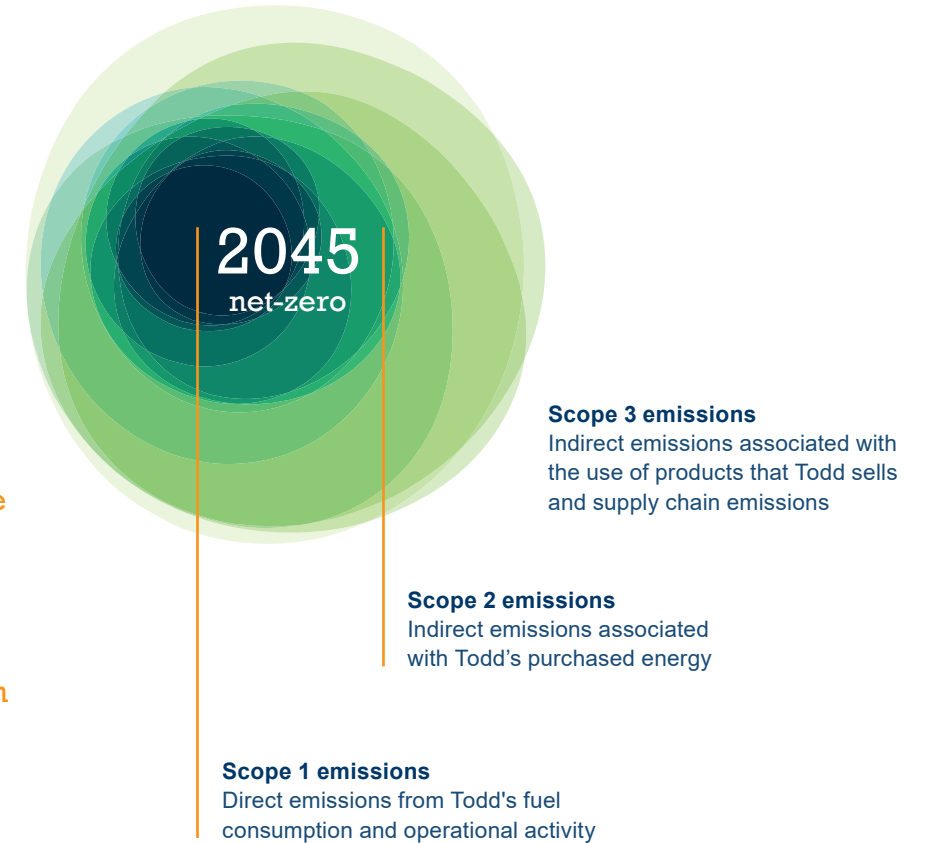 2045
net-zero
Scope 3 emissions
Indirect emissions associated with
the use of products that Todd sells
and supply chain emissions
Scope 2 emissions
Indirect emissions associated
with Todd’s purchased energy
Scope 1 emissions
Direct emissions from Todd's fuel
consumption and operational activity